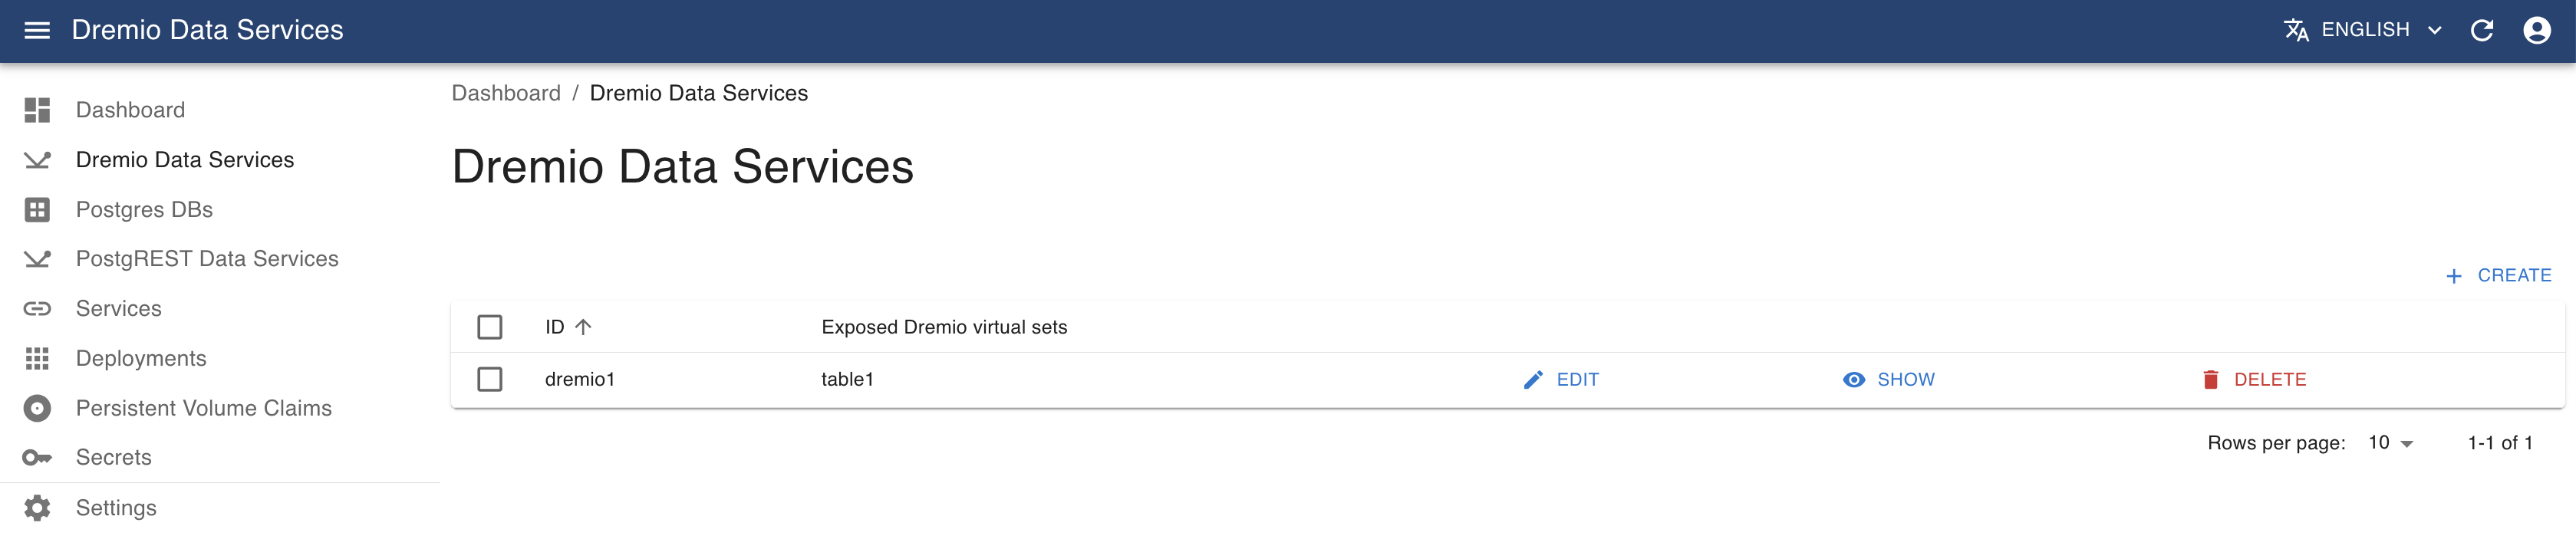 Dremio Data Services
ENGLISH
Dashboard
Dremio Data Services
Postgres DBs
PostgREST Data Services
Services
Deployments
Persistent Volume Claims
Secrets
Settings
Dashboard / Dremio Data Services
Dremio Data Services
CREATE
ID Exposed Dremio virtual sets
dremio1 table1 EDIT SHOW DELETE
Rows per page: 10 1-1 of 1